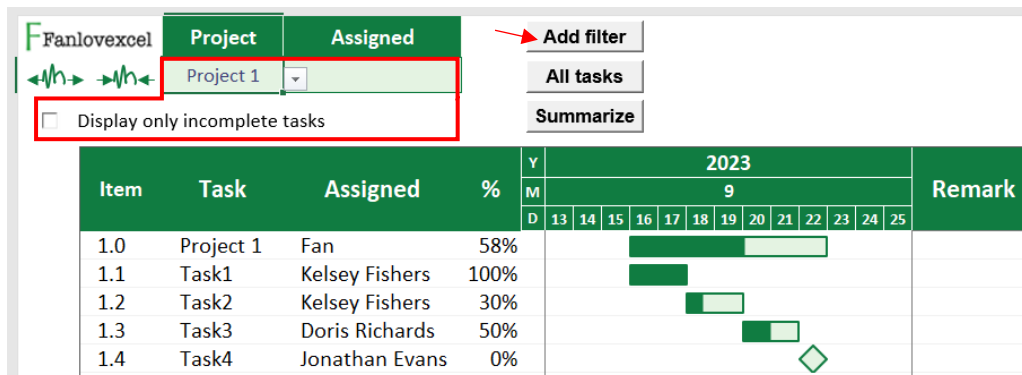 Fanlovexcel Project Assigned Add filter
Project 1 All tasks
Display only incomplete tasks Summarize
Y 2023
Item Task Assigned % M 9 Remark
D 13 14 15 16 17 18 19 20 21 22 23 24 25
1.0 Project 1 Fan 58%
1.1 Task1 Kelsey Fishers 100%
1.2 Task2 Kelsey Fishers 30%
1.3 Task3 Doris Richards 50%
1.4 Task4 Jonathan Evans 0%